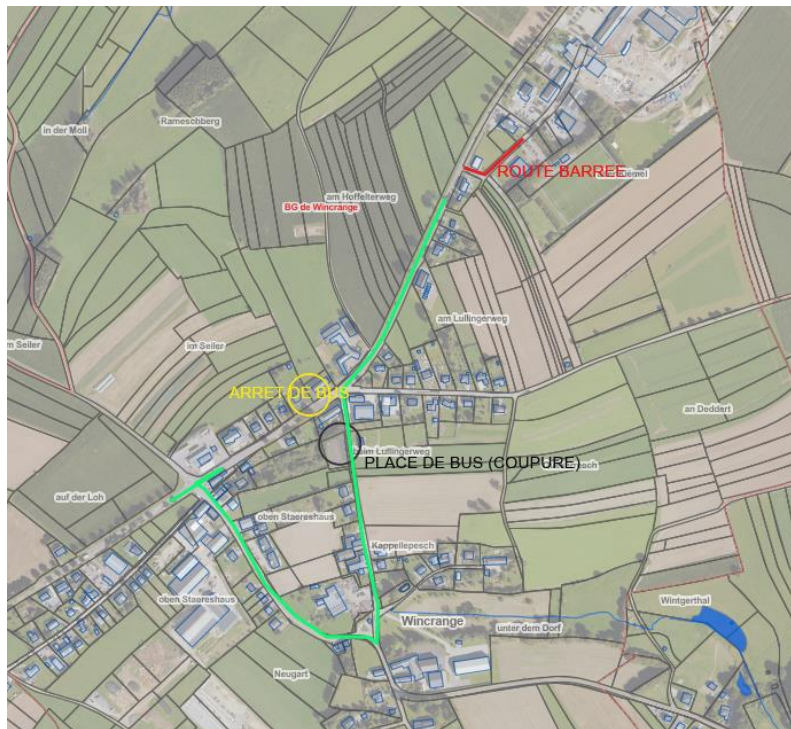 in der Moll
Rameschberg
ROUTE BARREE
am Hoffelterweg
BG de Wincrange
am Lullingerweg
im Seiler
m Seiler
ARRET DE BUS
an Deddert
beim Lullingerweg
PLACE DE BUS (COUPURE)
auf der Loh
oben Staereshaus
Kappellepesch
oben Staereshaus
Wintgerthal
Wincrange
unter dem Dorf
Neugart